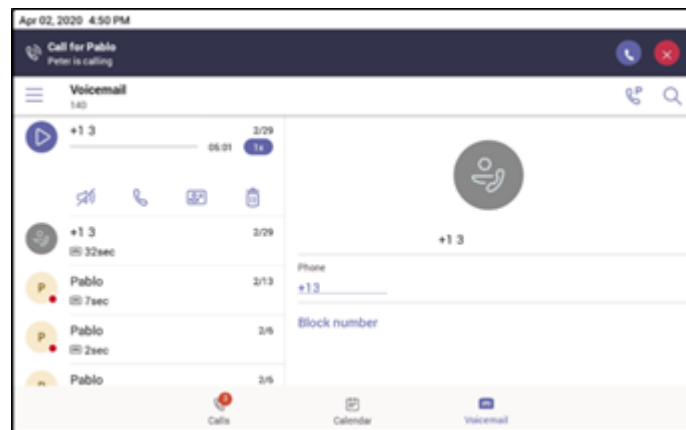 Apr 02, 2020 4:50 PM
Call for Pablo
Peter is calling
Voicemail
140
P
+1 3
2/29
05:01
1x
+1 3
2/29
32sec
P
Pablo
2/13
7sec
P
Pablo
2/6
2sec
Pablo
2/6
+1 3
Phone
+13
Block number
3
Calls
Calendar
Voicemail